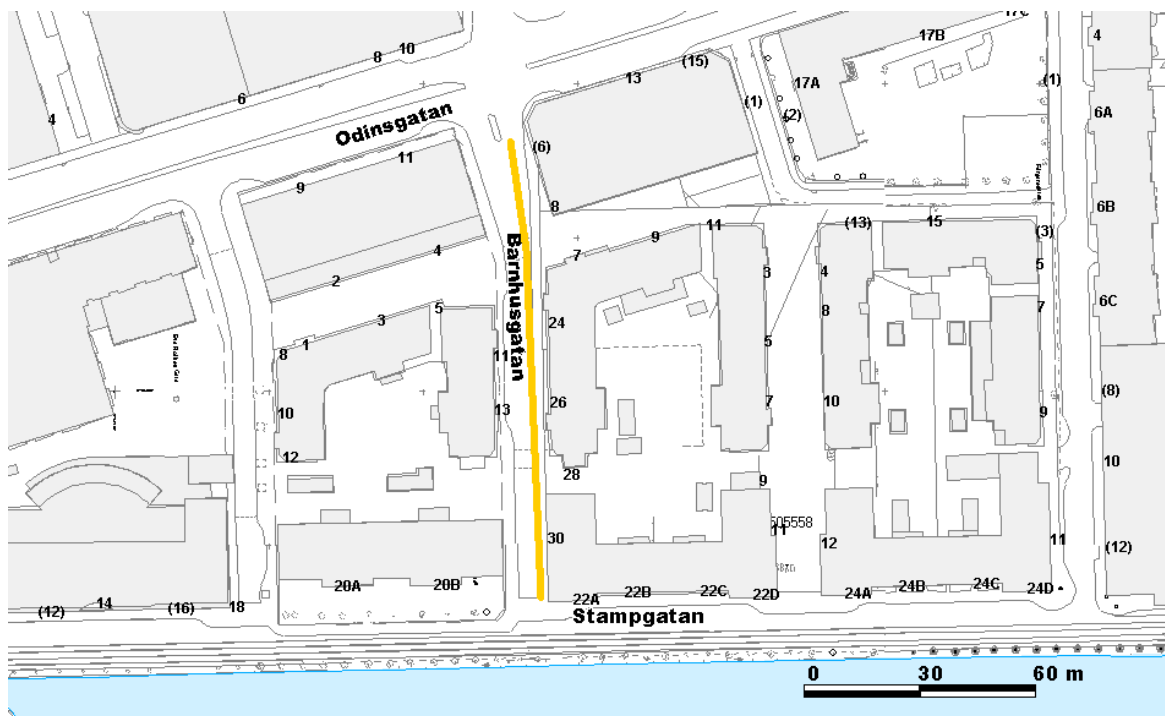 17C
4
17B
10
13
(15)
8
17A
(1)
6
(1)
(2)
6A
4
Odinsgatan
(6)
11
9
8
6B
11
(13)
15
(3)
9
7
4
2
3
4
5
Barnhusgatan
6C
5
8
7
3
24
1
5
8
11
(8)
26
7
10
9
10
13
12
28
9
10
505558
11
30
12
11
(12)
20A
20B
22A
22B
22C
22D
24A
24B
24C
24D
(12)
14
(16)
18
Stampgatan
0 30 60 m